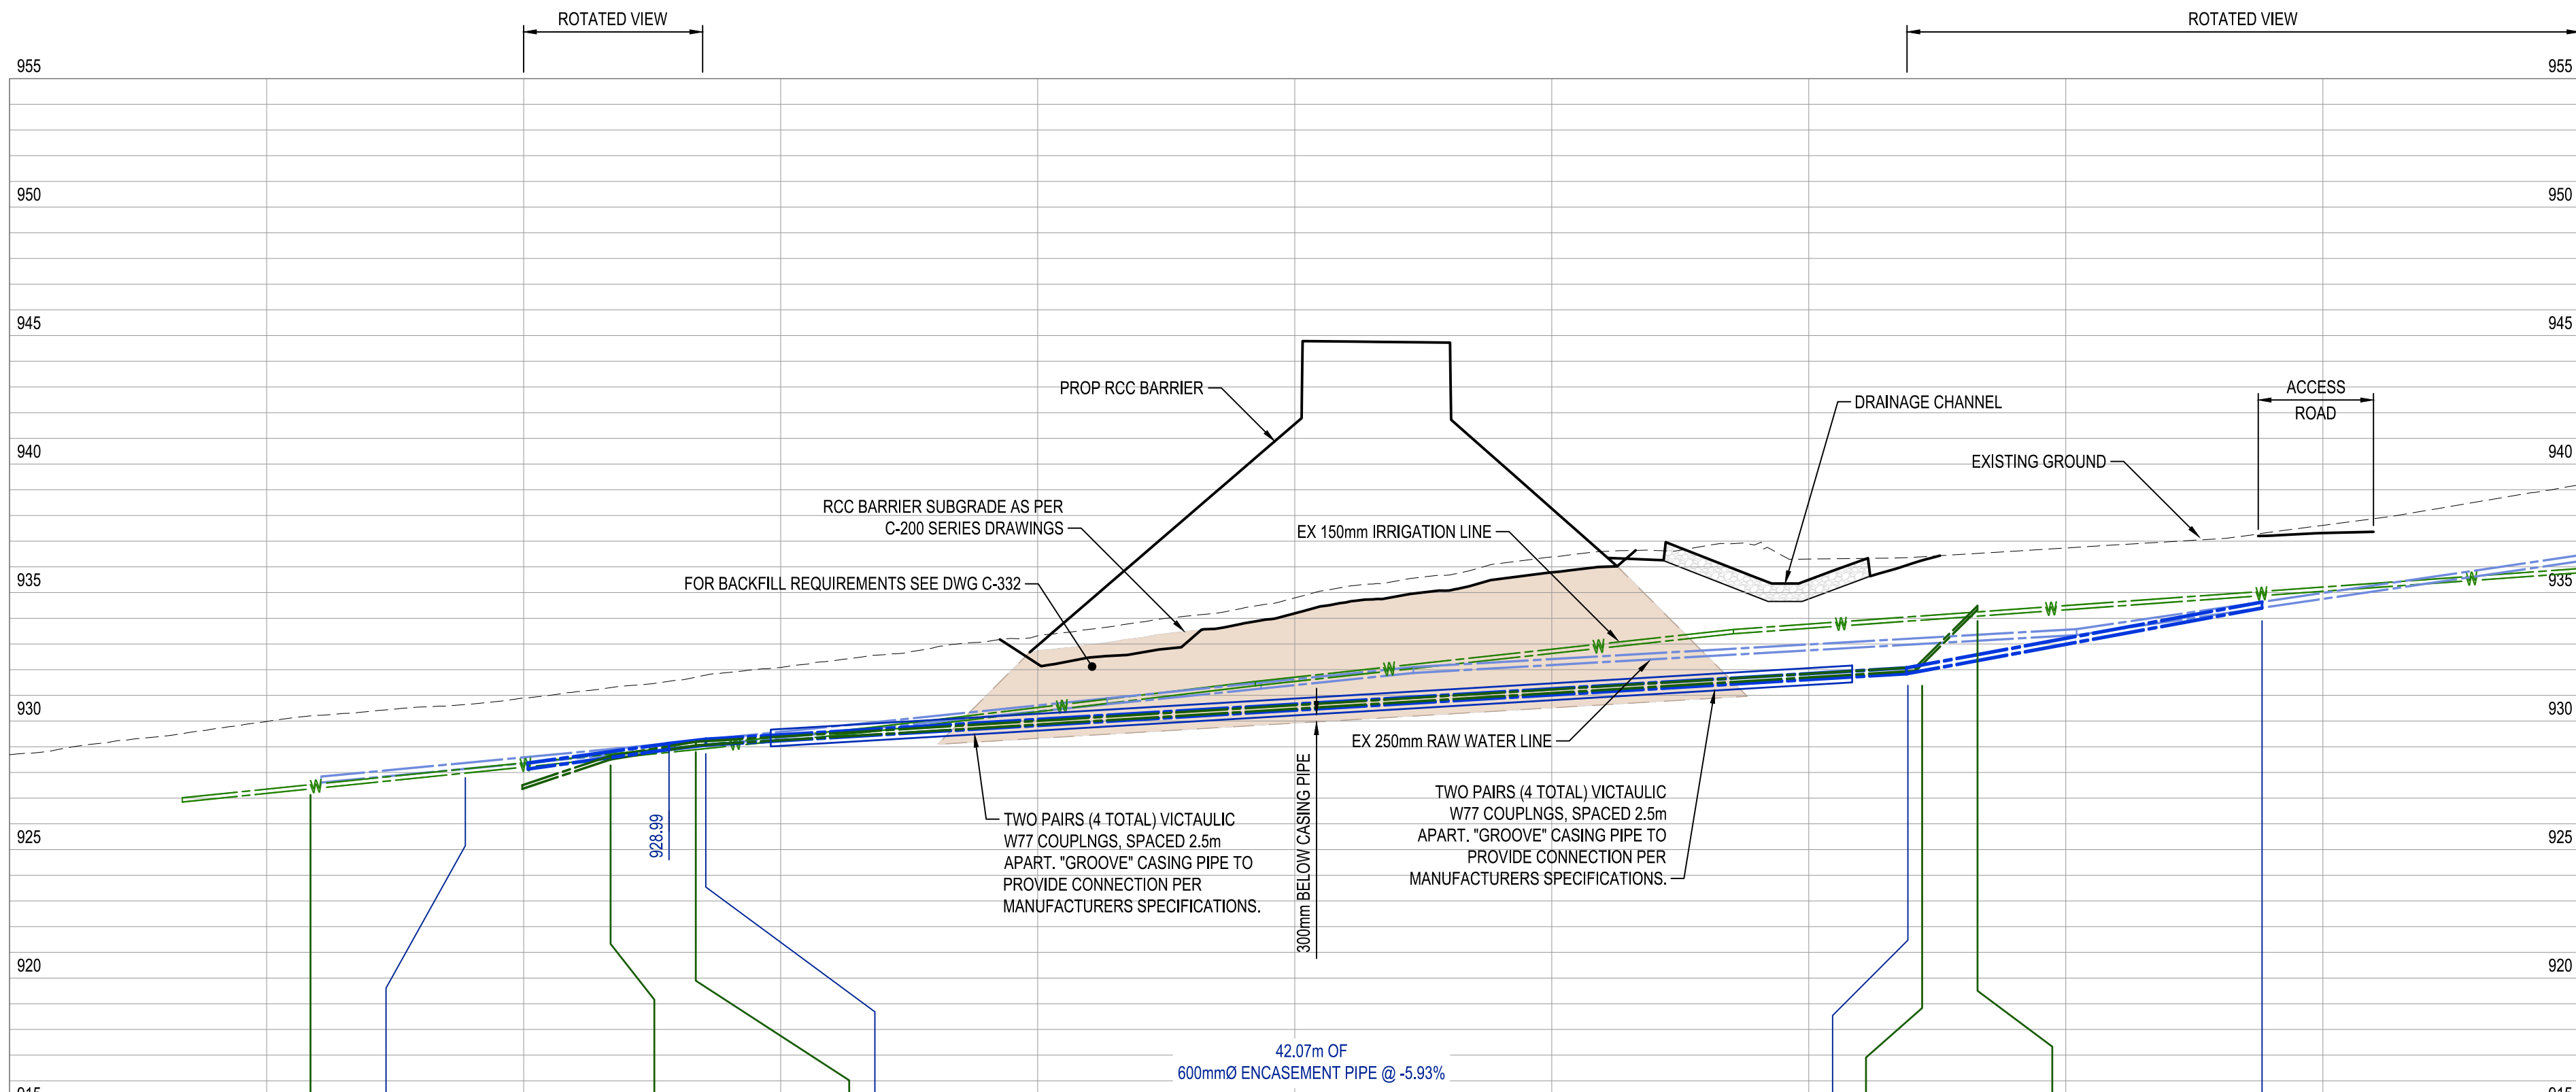 ROTATED VIEW
ROTATED VIEW
955
955
950
950
945
945
PROP RCC BARRIER
ACCESS
ROAD
DRAINAGE CHANNEL
940
940
EXISTING GROUND
RCC BARRIER SUBGRADE AS PER
C-200 SERIES DRAWINGS
EX 150mm IRRIGATION LINE
FOR BACKFILL REQUIREMENTS SEE DWG C-332
935
935
W
W
W
W
W
W
W
W
W
W
W
930
930
EX 250mm RAW WATER LINE
300mm BELOW CASING PIPE
TWO PAIRS (4 TOTAL) VICTAULIC
W77 COUPLNGS, SPACED 2.5m
APART. "GROOVE" CASING PIPE TO
PROVIDE CONNECTION PER
MANUFACTURERS SPECIFICATIONS.
TWO PAIRS (4 TOTAL) VICTAULIC
W77 COUPLNGS, SPACED 2.5m
APART. "GROOVE" CASING PIPE TO
PROVIDE CONNECTION PER
MANUFACTURERS SPECIFICATIONS.
928.99
925
925
920
920
42.07m OF
600mmØ ENCASEMENT PIPE @ -5.93%
915
915